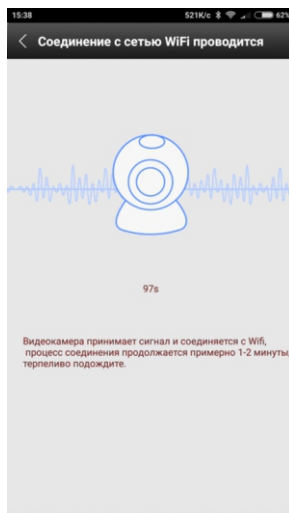 15:38 521K/c 62%
Соединение с сетью WiFi проводится
97s
Видеокамера принимает сигнал и соединяется с Wifi,
процесс соединения продолжается примерно 1-2 минуты,
терпеливо подождите.